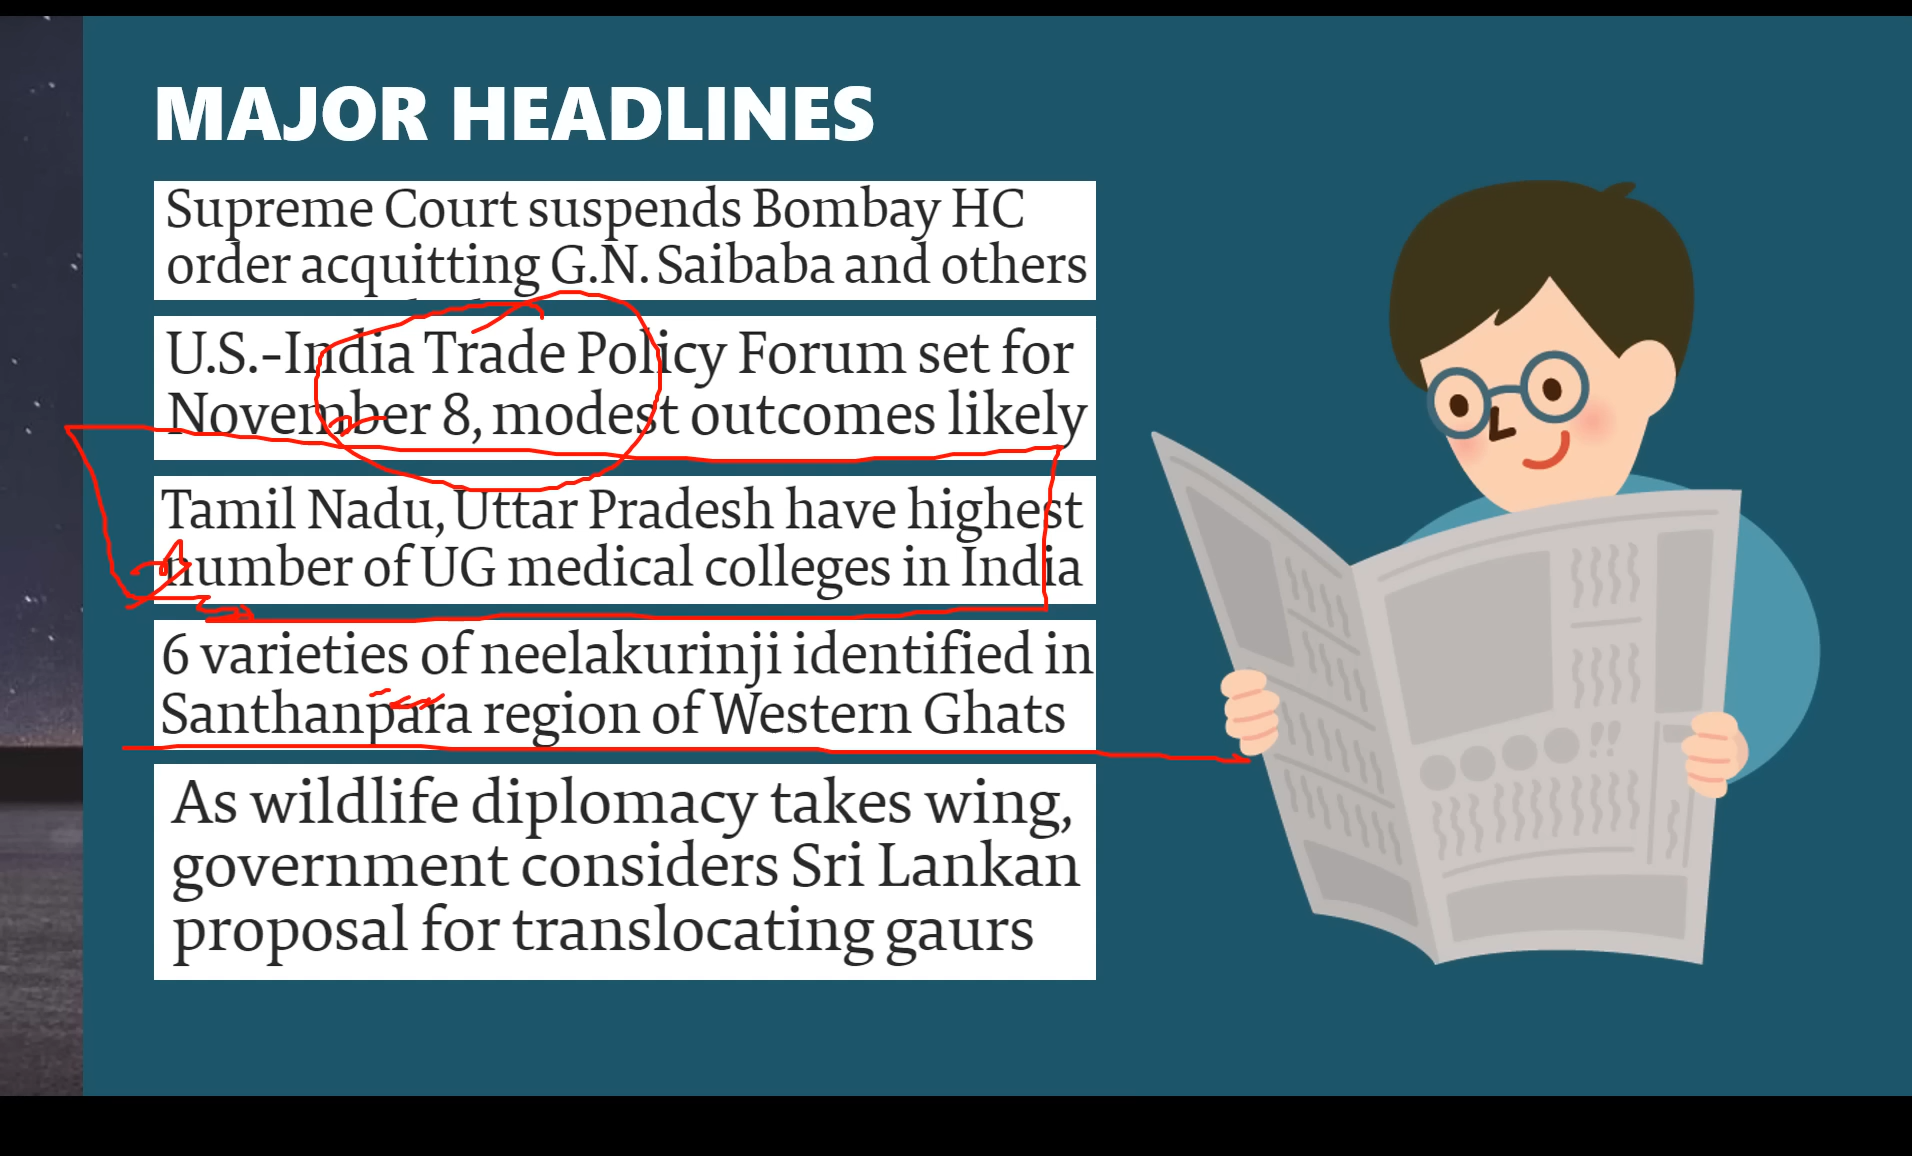 MAJOR HEADLINES
Supreme Court suspends Bombay HC
order acquitting G.N. Saibaba and others
U.S.-India Trade Policy Forum set for
November 8, modest outcomes likely
Tamil Nadu, Uttar Pradesh have highest
number of UG medical colleges in India
6 varieties of neelakurinji identified in
Santhanpara region of Western Ghats
As wildlife diplomacy takes wing,
government considers Sri Lankan
proposal for translocating gaurs